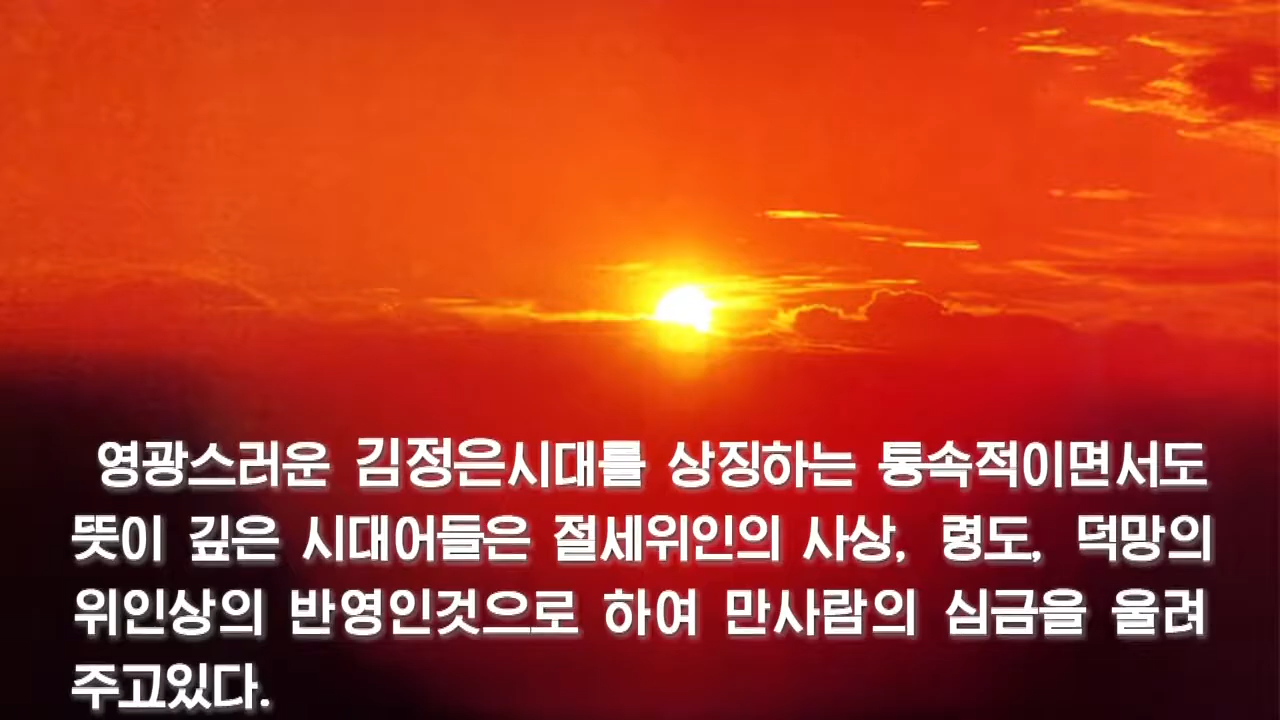 영광스러운 김정은시대를 상징하는 통속적이면서도
뜻이 깊은 시대어들은 절세위인의 사상, 령도, 덕망의
위인상의 반영인것으로 하여 만사람의 심금을 울려
주고있다.